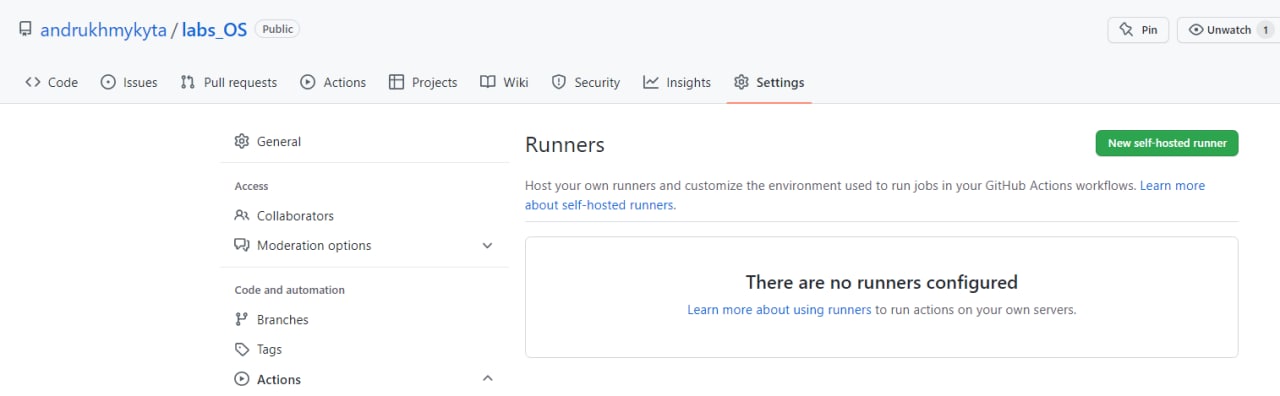 andrukhmykyta / labs_OS Public
Pin Unwatch 1
Code Issues Pull requests Actions Projects Wiki Security Insights Settings
General
Access
Collaborators
Moderation options
Code and automation
Branches
Tags
Actions
Runners
New self-hosted runner
Host your own runners and customize the environment used to run jobs in your GitHub Actions workflows. Learn more
about self-hosted runners.
There are no runners configured
Learn more about using runners to run actions on your own servers.